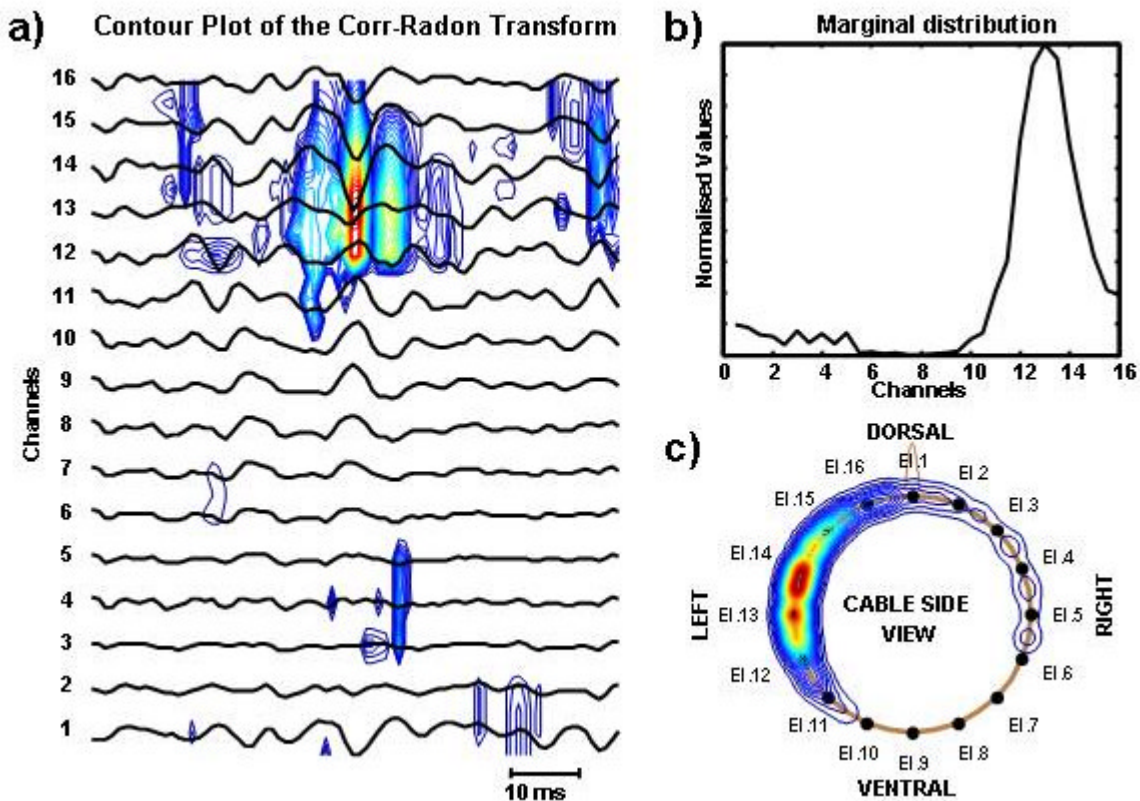 a) Contour Plot of the Corr-Radon Transform
16
15
14
13
12
11
10
9
8
7
6
5
4
3
2
1
Channels
10 ms
b) Marginal distribution
Normalised Values
0 2 4 6 8 10 12 14 16
Channels
c)
DORSAL
El.1
El.2
El.3
El.4
El.5
El.6
El.7
El.8
El.9
El.10
El.11
El.12
El.13
El.14
El.15
El.16
LEFT
CABLE SIDE
VIEW
RIGHT
VENTRAL